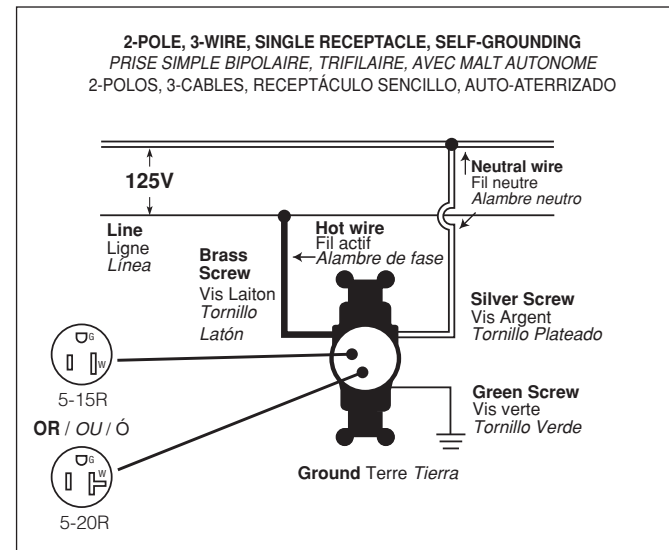 2-POLE, 3-WIRE, SINGLE RECEPTACLE, SELF-GROUNDING
PRISE SIMPLE BIPOLAIRE, TRIFILAIRE, AVEC MALT AUTONOME
2-POLOS, 3-CABLES, RECEPTÁCULO SENCILLO, AUTO-ATERRIZADO
125V
Neutral wire
Fil neutre
Alambre neutro
Line
Ligne
Línea
Hot wire
Fil actif
Alambre de fase
Brass
Screw
Vis Laiton
Tornillo
Latón
Silver Screw
Vis Argent
Tornillo Plateado
G
W
5-15R
OR / OU / Ó
G
W
5-20R
Green Screw
Vis verte
Tornillo Verde
Ground Terre Tierra